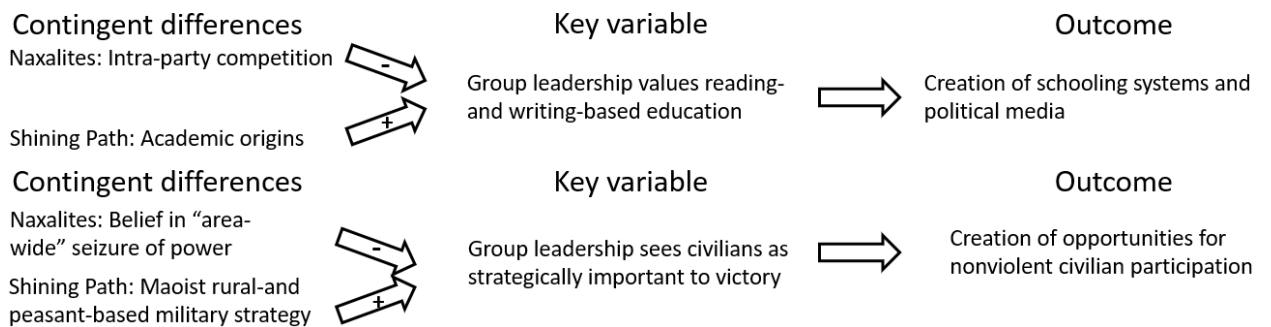 Contingent differences
Key variable
Outcome
Naxalites: Intra-party competition
-
Group leadership values reading-
and writing-based education
Creation of schooling systems and
political media
+
Shining Path: Academic origins
Contingent differences
Key variable
Outcome
Naxalites: Belief in “area-
wide” seizure of power
-
Group leadership sees civilians as
strategically important to victory
Creation of opportunities for
nonviolent civilian participation
Shining Path: Maoist rural-and
peasant-based military strategy
+